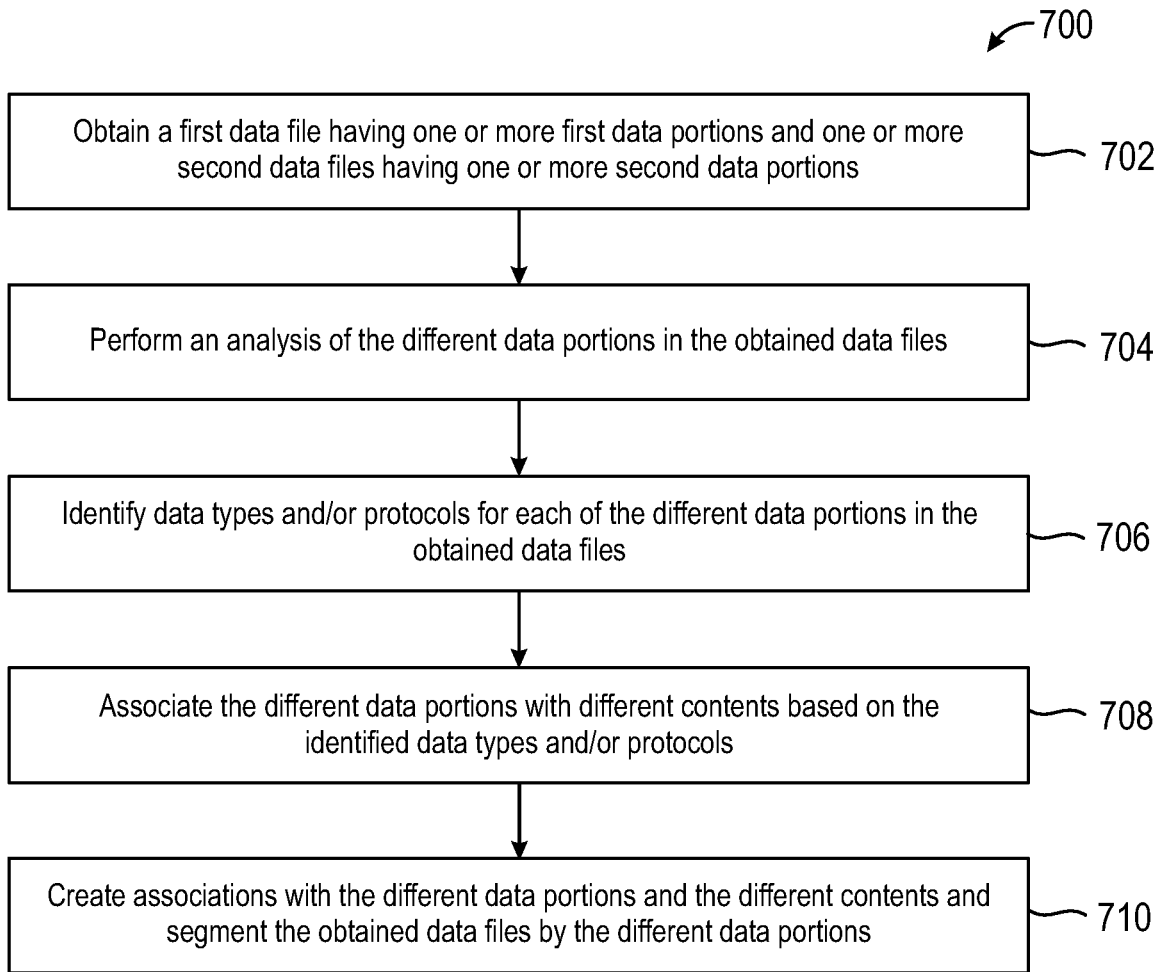 700
Obtain a first data file having one or more first data portions and one or more
second data files having one or more second data portions
702
Perform an analysis of the different data portions in the obtained data files
704
Identify data types and/or protocols for each of the different data portions in the
obtained data files
706
Associate the different data portions with different contents based on the
identified data types and/or protocols
708
Create associations with the different data portions and the different contents and
segment the obtained data files by the different data portions
710